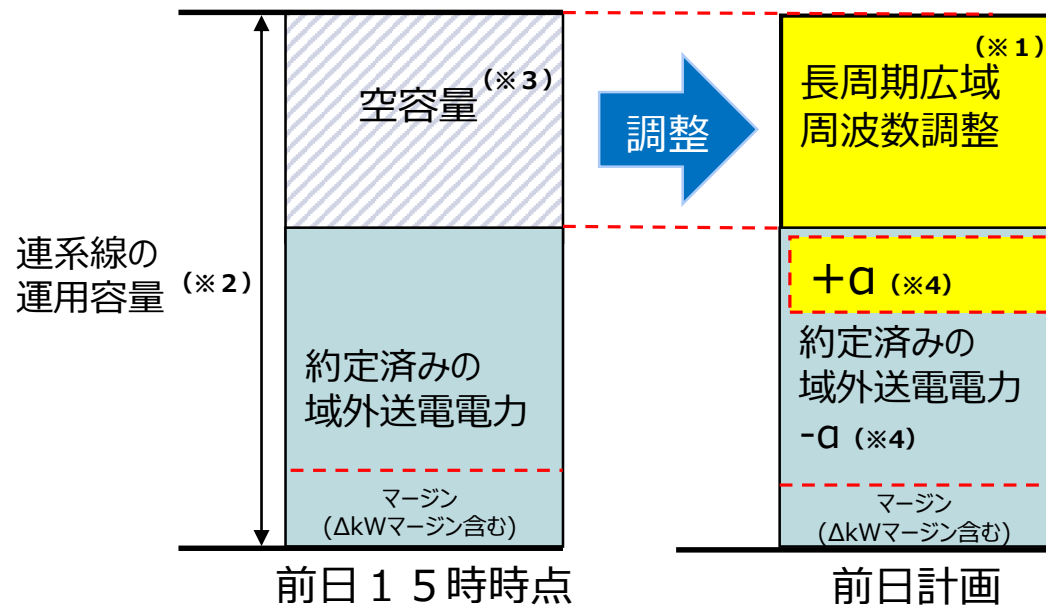 連系線の
運用容量
（※２）
空容量
（※３）
約定済みの
域外送電電力
マージン
(ΔkWマージン含む)
前日１５時時点
調整
（※１）
長周期広域
周波数調整
＋α（※４）
約定済みの
域外送電電力
-α（※４）
マージン
(ΔkWマージン含む)
前日計画